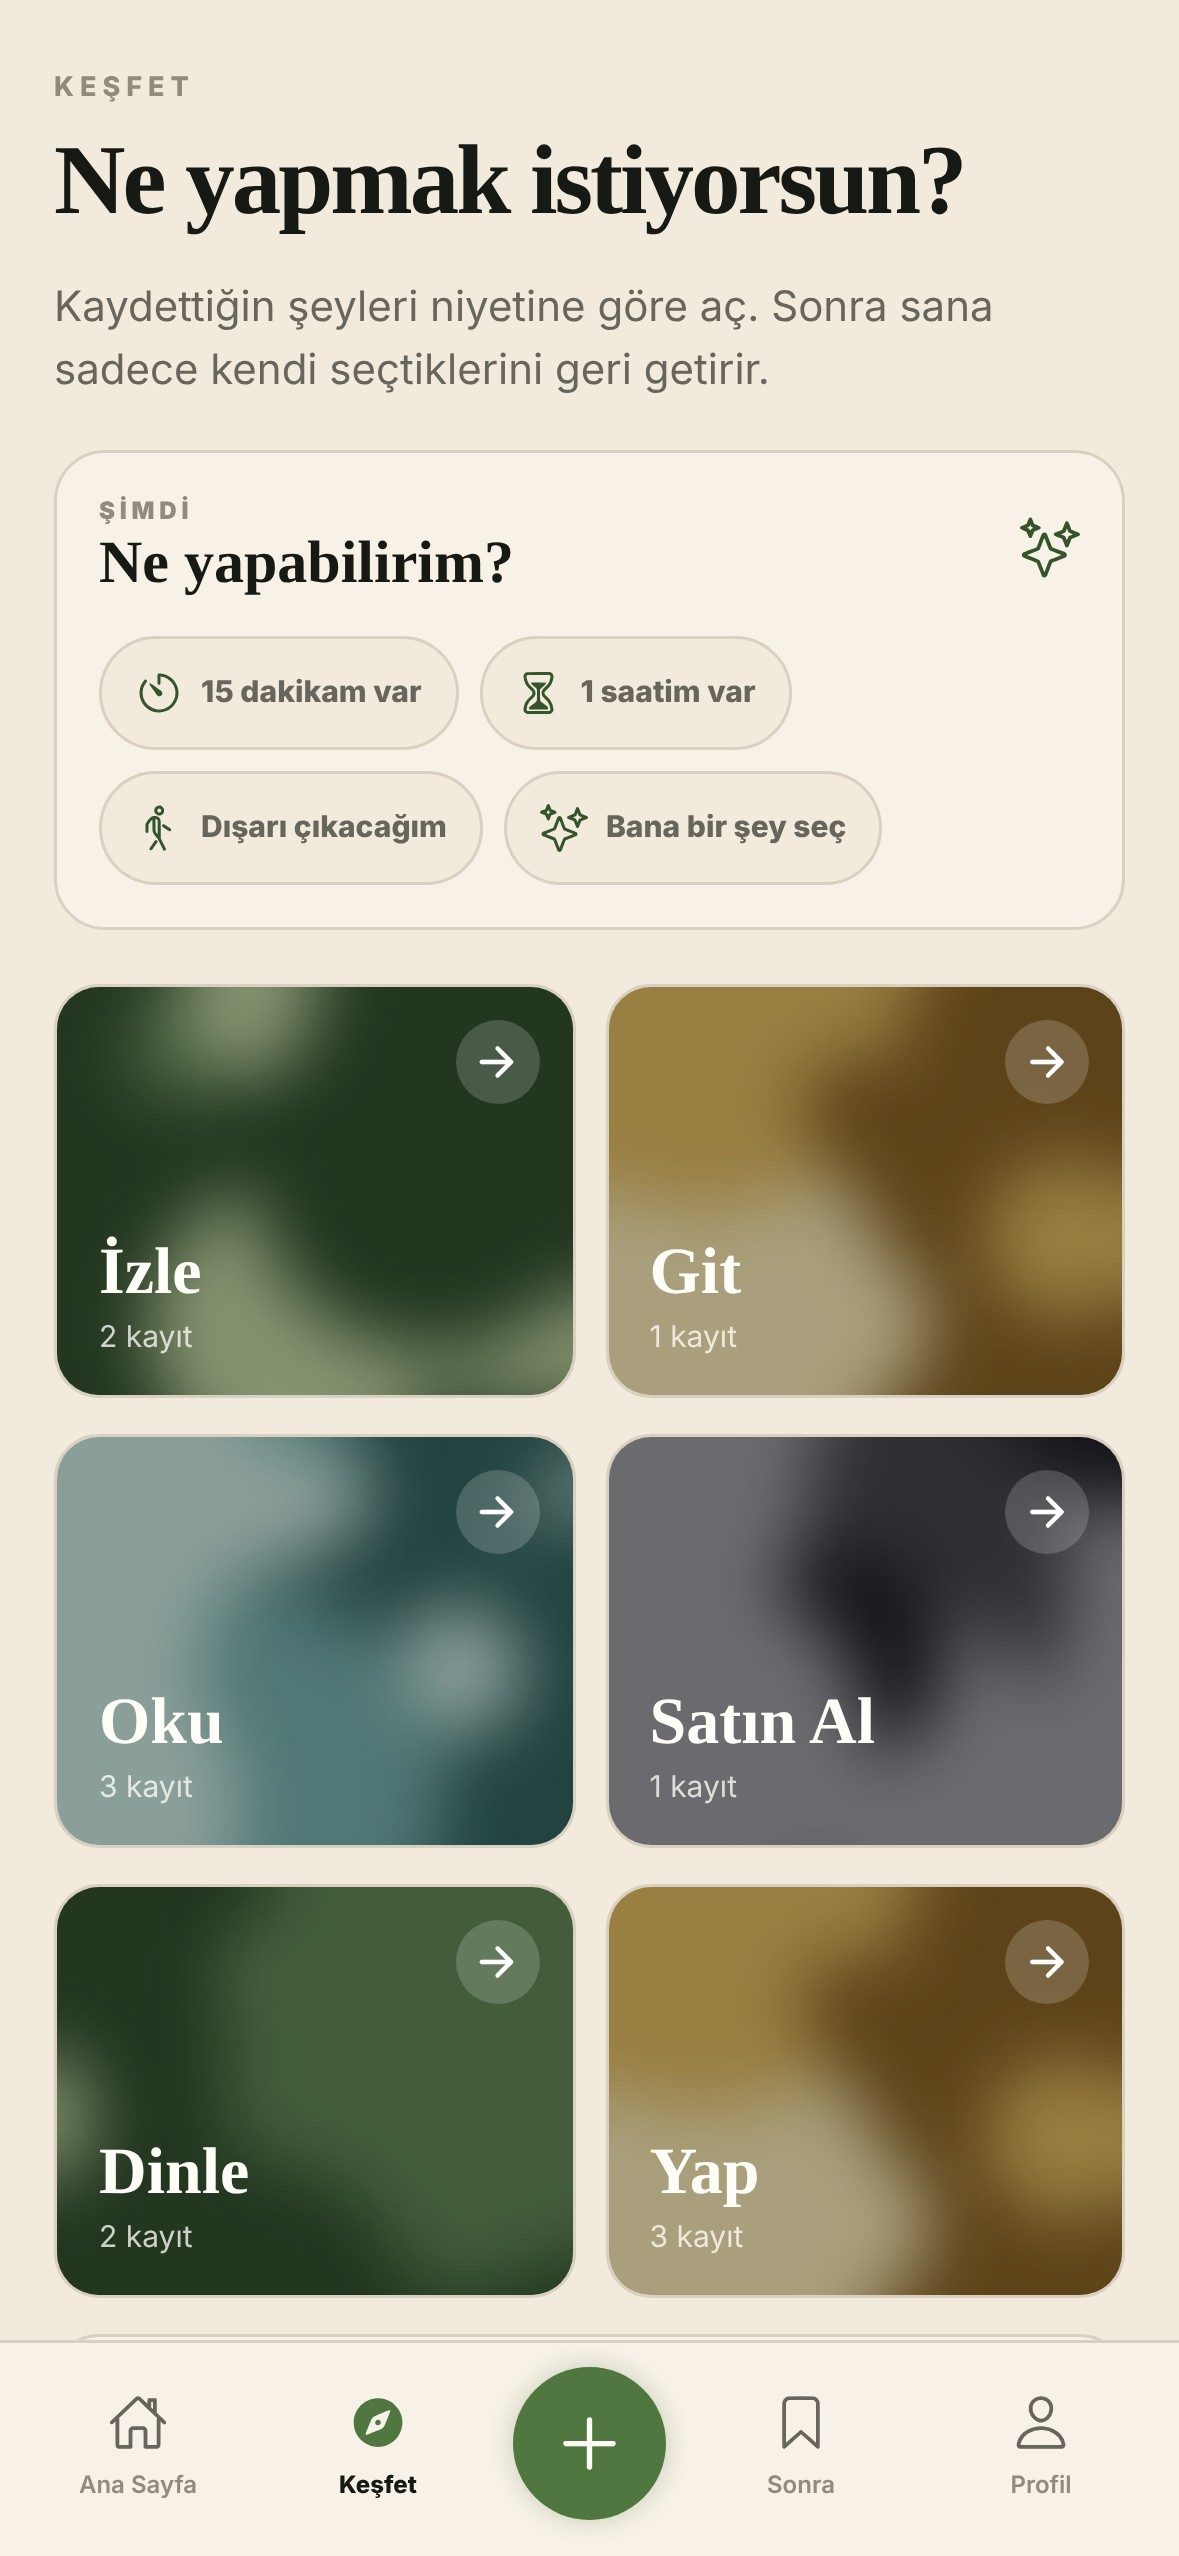 KEŞFET
Ne yapmak istiyorsun?
Kaydettiğin şeyleri niyetine göre aç. Sonra sana
sadece kendi seçtiklerini geri getirir.
ŞİMDİ
Ne yapabilirim?
15 dakikam var
1 saatim var
Dışarı çıkacağım
Bana bir şey seç
İzle
2 kayıt
Git
1 kayıt
Oku
3 kayıt
Satın Al
1 kayıt
Dinle
2 kayıt
Yap
3 kayıt
Ana Sayfa
Keşfet
Sonra
Profil